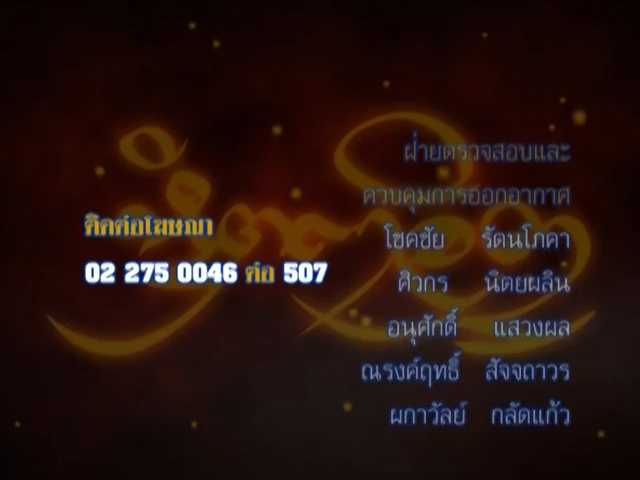 ติดต่อโฆษณา
02 275 0046 ต่อ 507
ฝ่ายตรวจสอบและ
ควบคุมการออกอากาศ
โชคชัย รัตนโภคา
ศิวกร นิตยผลิน
อนุศักดิ์ แสวงผล
ณรงค์ฤทธิ์ สัจจถาวร
ผกาวัลย์ กลัดแก้ว